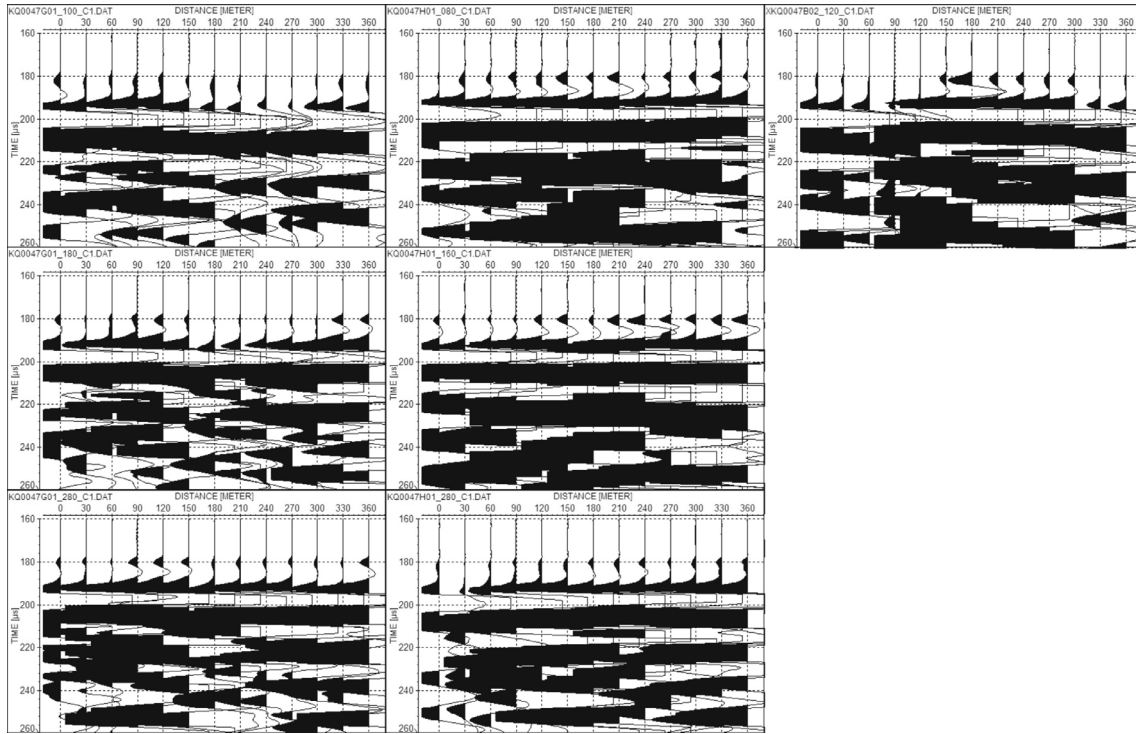 KQ0047G01_100_C1.DAT DISTANCE [METER]
0 30 60 90 120 150 180 210 240 270 300 330 360
TIME [µs]
160
180
200
220
240
260
KQ0047H01_080_C1.DAT DISTANCE [METER]
0 30 60 90 120 150 180 210 240 270 300 330 360
TIME [µs]
160
180
200
220
240
260
XKQ0047B02_120_C1.DAT DISTANCE [METER]
0 30 60 90 120 150 180 210 240 270 300 330 360
TIME [µs]
160
180
200
220
240
260
KQ0047G01_180_C1.DAT DISTANCE [METER]
0 30 60 90 120 150 180 210 240 270 300 330 360
TIME [µs]
160
180
200
220
240
260
KQ0047H01_160_C1.DAT DISTANCE [METER]
0 30 60 90 120 150 180 210 240 270 300 330 360
TIME [µs]
160
180
200
220
240
260
KQ0047G01_280_C1.DAT DISTANCE [METER]
0 30 60 90 120 150 180 210 240 270 300 330 360
TIME [µs]
160
180
200
220
240
260
KQ0047H01_280_C1.DAT DISTANCE [METER]
0 30 60 90 120 150 180 210 240 270 300 330 360
TIME [µs]
160
180
200
220
240
260